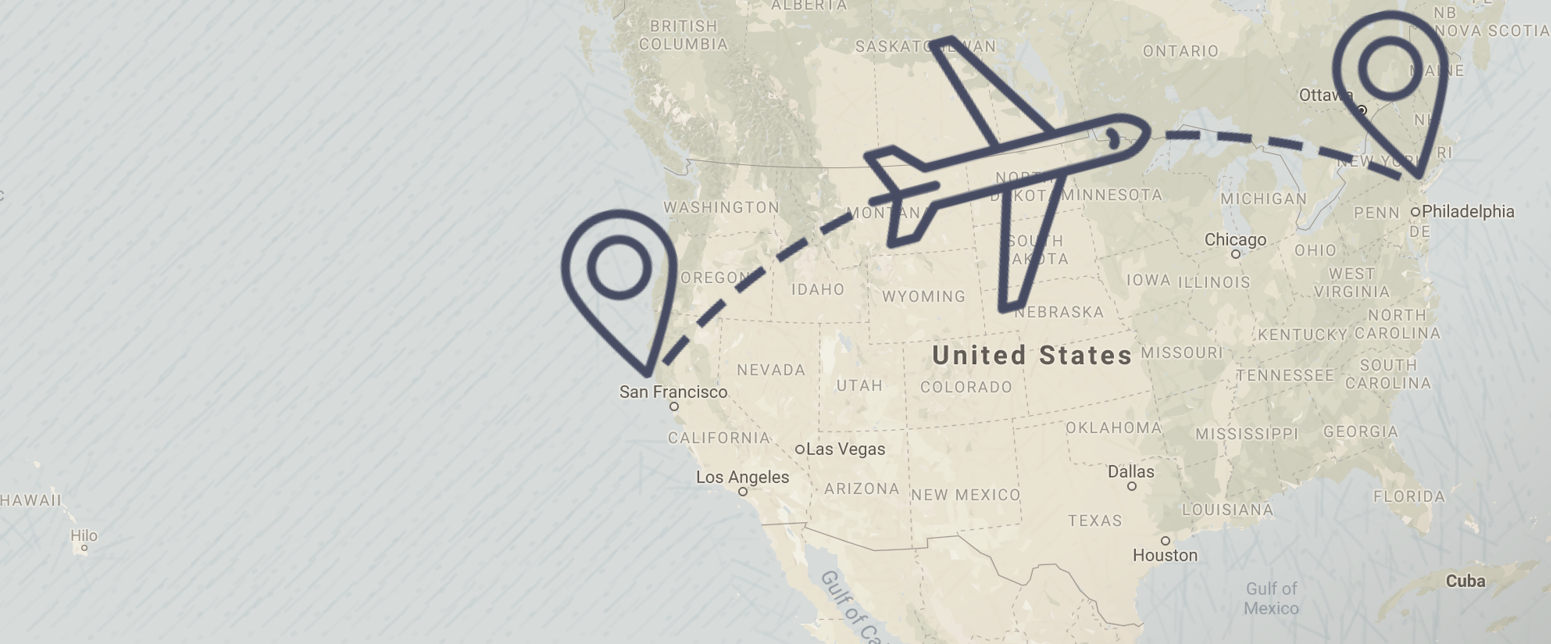 ALBERTA
BRITISH
COLUMBIA
SASKATCHEWAN
ONTARIO
NB
NOVA SCOTIA
MAINE
Ottawa
NH
NEW YORK
RI
WASHINGTON
MONTANA
NORTH
DAKOTA
MINNESOTA
MICHIGAN
PENN
Philadelphia
DE
Chicago
SOUTH
DAKOTA
OHIO
OREGON
IDAHO
WYOMING
IOWA
ILLINOIS
WEST
VIRGINIA
NEBRASKA
NORTH
CAROLINA
KENTUCKY
United States
MISSOURI
NEVADA
UTAH
COLORADO
TENNESSEE
SOUTH
CAROLINA
San Francisco
CALIFORNIA
OKLAHOMA
MISSISSIPPI
GEORGIA
Las Vegas
Los Angeles
ARIZONA
NEW MEXICO
Dallas
TEXAS
LOUISIANA
FLORIDA
HAWAII
Hilo
Houston
Gulf of Ca
Gulf of
Mexico
Cuba